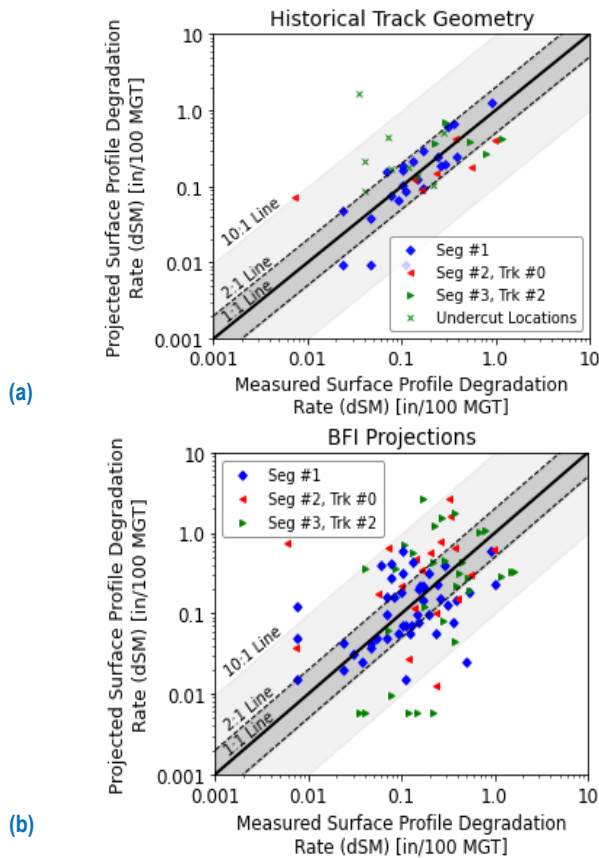 Historical Track Geometry
Projected Surface Profile Degradation
Rate (dSM) [in/100 MGT]
10
1.0
0.1
0.01
0.001
10:1 Line
2:1 Line
1:1 Line
Seg #1
Seg #2, Trk #0
Seg #3, Trk #2
Undercut Locations
0.001 0.01 0.1 1.0 10
Measured Surface Profile Degradation
Rate (dSM) [in/100 MGT]
(a)
BFI Projections
Projected Surface Profile Degradation
Rate (dSM) [in/100 MGT]
10
1.0
0.1
0.01
0.001
Seg #1
Seg #2, Trk #0
Seg #3, Trk #2
10:1 Line
2:1 Line
1:1 Line
0.001 0.01 0.1 1.0 10
Measured Surface Profile Degradation
Rate (dSM) [in/100 MGT]
(b)